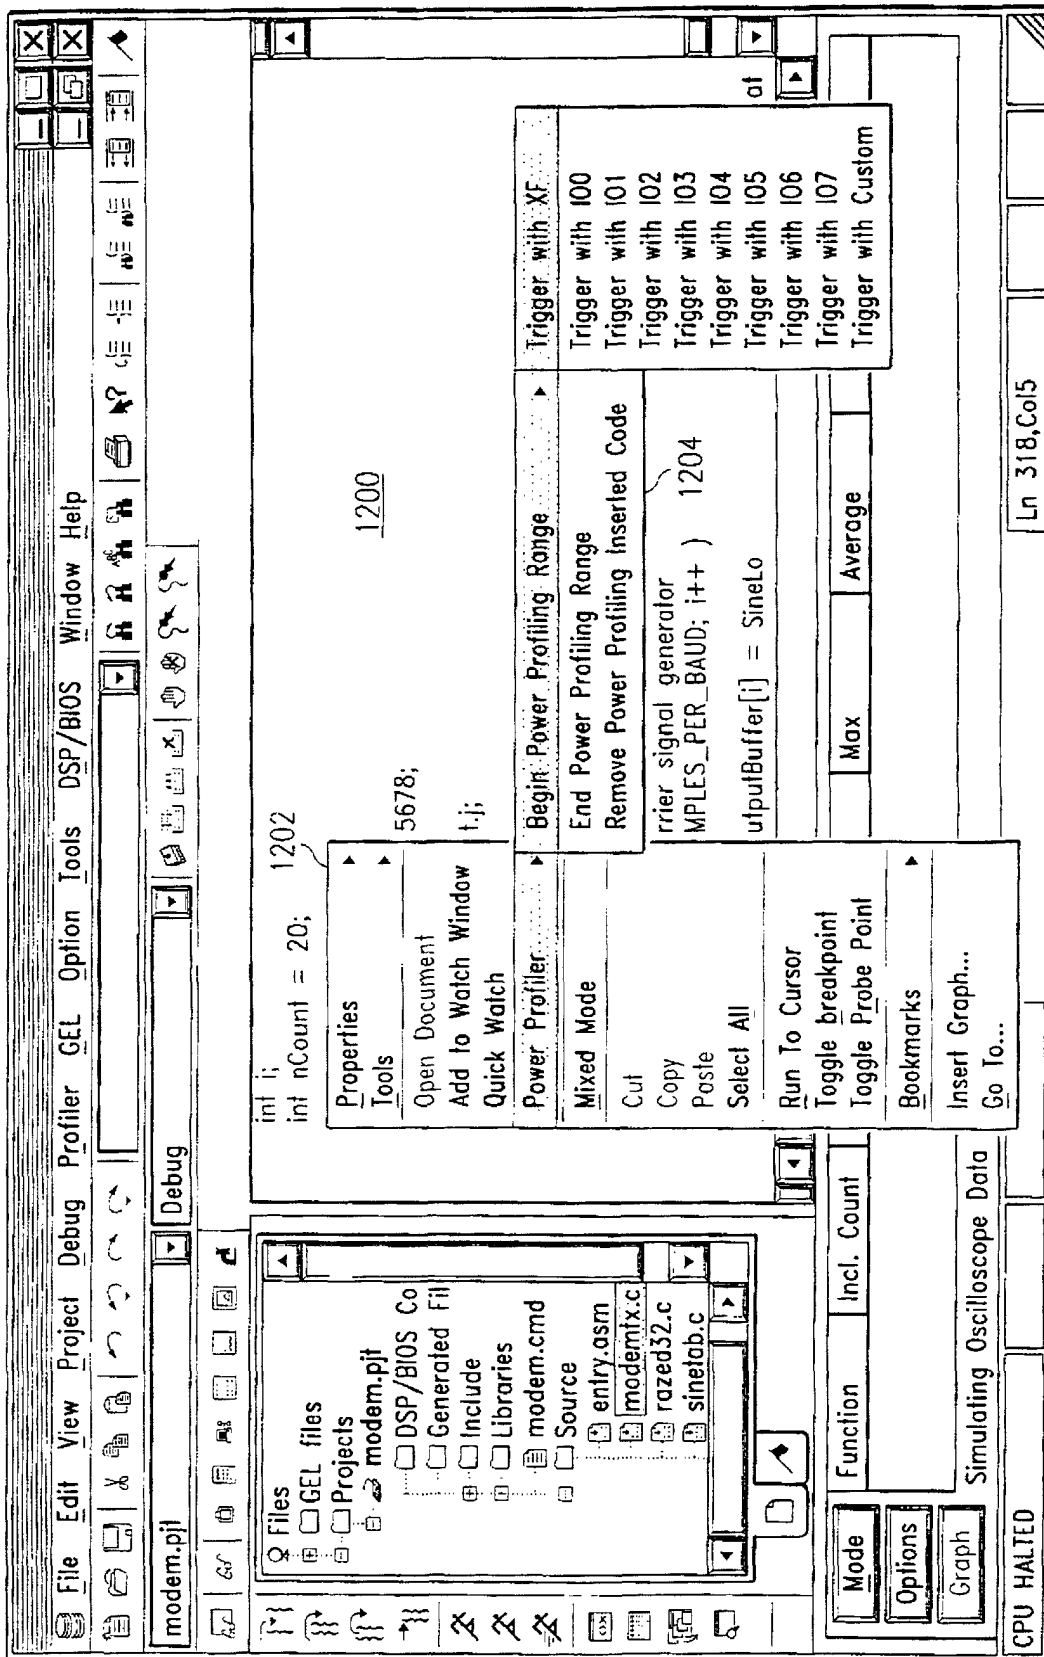 File Edit View Project Debug Profiler GEL Option Tools DSP/BIOS Window Help
modem.pjt
Debug
Files
GEL files
Projects
modem.pjt
DSP/BIOS Co
Generated Fil
Include
Libraries
modem.cmd
Source
entry.asm
modemtx.c
razed32.c
sinetab.c
int i;
int nCount = 20;
1202
1200
5678;
t.j;
Properties
Tools
Open Document
Add to Watch Window
Quick Watch
Power Profiler
Mixed Mode
Cut
Copy
Paste
Select All
Run To Cursor
Toggle breakpoint
Toggle Probe Point
Bookmarks
Insert Graph...
Go To...
Begin Power Profiling Range
End Power Profiling Range
Remove Power Profiling Inserted Code
1204
rrier signal generator
MPLES_PER_BAUD; i++ )
utputBuffer[i] = SineLo
at
Trigger with XF
Trigger with IO0
Trigger with IO1
Trigger with IO2
Trigger with IO3
Trigger with IO4
Trigger with IO5
Trigger with IO6
Trigger with IO7
Trigger with Custom
Mode
Options
Graph
Function
Incl. Count
Max
Average
Simulating Oscilloscope Data
CPU HALTED
Ln 318,Col5